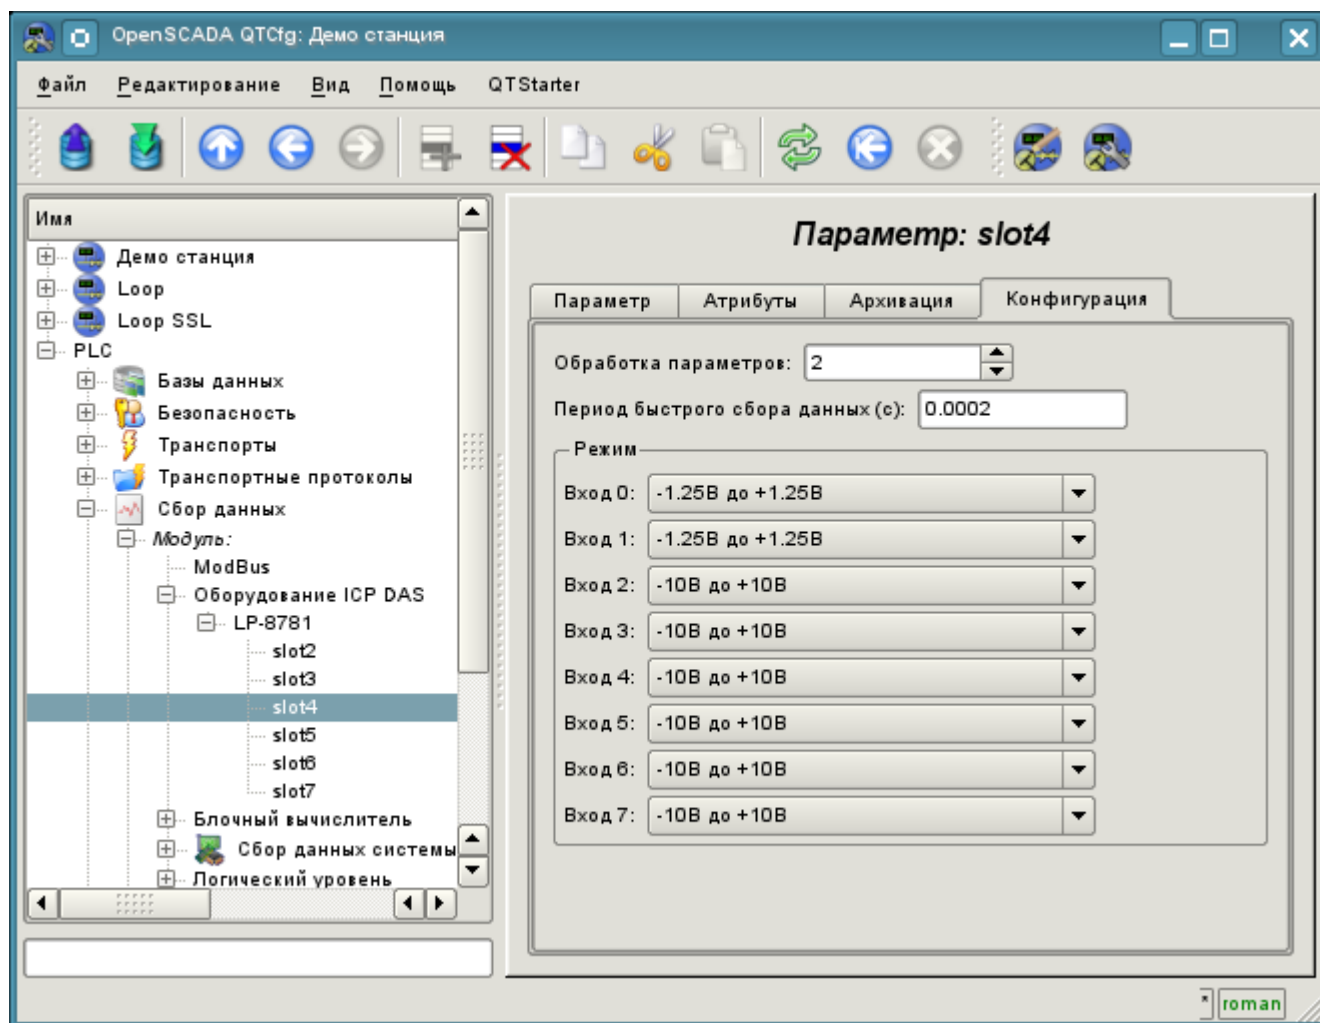 OpenSCADA QTCfg: Демо станция
Файл Редактирование Вид Помощь QTStarter
Имя
Демо станция
Loop
Loop SSL
PLC
Базы данных
Безопасность
Транспорты
Транспортные протоколы
Сбор данных
Модуль:
ModBus
Оборудование ICP DAS
LP-8781
slot2
slot3
slot4
slot5
slot6
slot7
Блочный вычислитель
Сбор данных системы
Логический уровень
Параметр: slot4
Параметр Атрибуты Архивация Конфигурация
Обработка параметров: 2
Период быстрого сбора данных (с): 0.0002
Режим
Вход 0: -1.25В до +1.25В
Вход 1: -1.25В до +1.25В
Вход 2: -10В до +10В
Вход 3: -10В до +10В
Вход 4: -10В до +10В
Вход 5: -10В до +10В
Вход 6: -10В до +10В
Вход 7: -10В до +10В
* roman